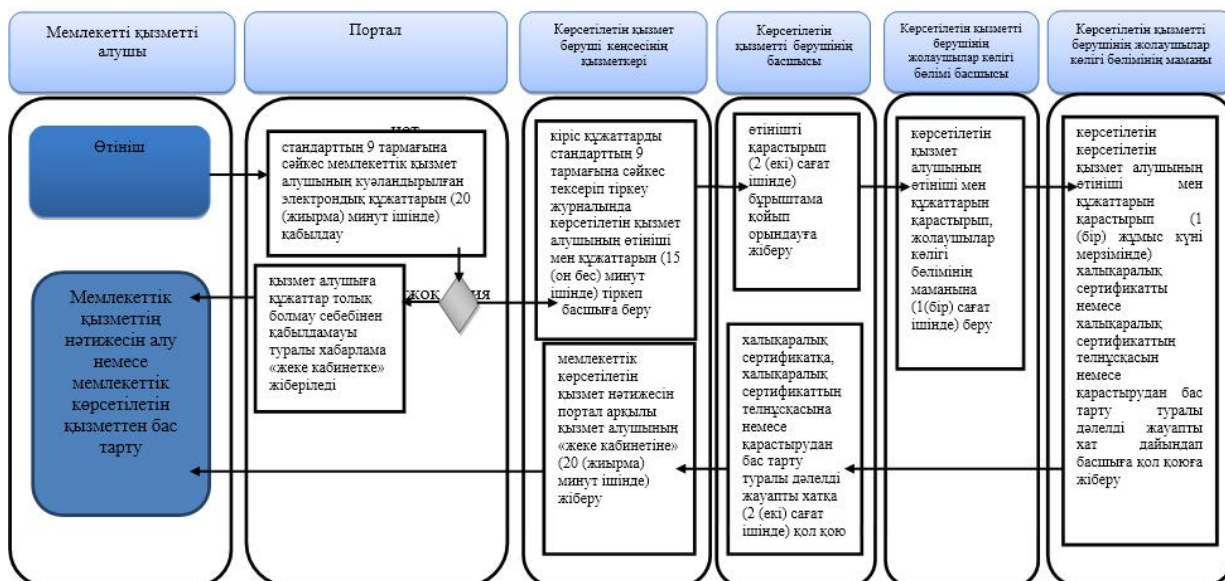 Мемлекетті қызметті
алушы
Портал
Көрсетілетін қызмет
беруші кеңсесінің
қызметкері
Көрсетілетін
қызметті берушінің
басшысы
Көрсетілетін қызметті
берушінің
жолаушылар көлігі
бөлімі басшысы
Көрсетілетін қызметті
берушінің жолаушылар
көлігі бөлімінің маманы
Өтініш
стандарттың 9 тармағына
сәйкес мемлекеттік қызмет
алушының куәландырылған
электрондық құжаттарын (20
(жиырма) минут ішінде)
қабылдау
кіріс құжаттарды
стандарттың 9
тармағына сәйкес
тексеріп тіркеу
журналында
көрсетілетін қызмет
алушының өтініші
мен құжаттарын (15
(он бес) минут
ішінде) тіркеп
басшыға беру
өтінішті
қарастырып
(2 (екі) сағат
ішінде)
бұрыштама
қойып
орындауға
жіберу
көрсетілетін
қызмет
алушының
өтініші мен
құжаттарын
қарастырып,
жолаушылар
көлігі
бөлімінің
маманына
(1(бір) сағат
ішінде) беру
көрсетілетін
көрсетілетін
қызмет алушының
өтініші мен
құжаттарын
қарастырып (1
(бір) жұмыс күні
мерзімінде)
халықаралық
сертификатты
немесе
халықаралық
сертификаттың
телнұсқасын
немесе
қарастырудан бас
тарту туралы
дәлелді жауапты
хат дайындап
басшыға қол қоюға
жіберу
Мемлекеттік
қызметтің
нәтижесін алу
немесе
мемлекеттік
көрсетілетін
қызметтен бас
тарту
қызмет алушыға
құжаттар толық
болмау себебінен
қабылдамауы
туралы хабарлама
«жеке кабинетке»
жіберіледі
мемлекеттік
көрсетілетін
қызмет нәтижесін
портал арқылы
қызмет алушының
«жеке кабинетіне»
(20 (жиырма)
минут ішінде)
жіберу
халықаралық
сертификатқа,
халықаралық
сертификаттың
телнұсқасына
немесе
қарастырудан
бас тарту
туралы дәлелді
жауапты хатқа
(2 (екі) сағат
ішінде) қол қою